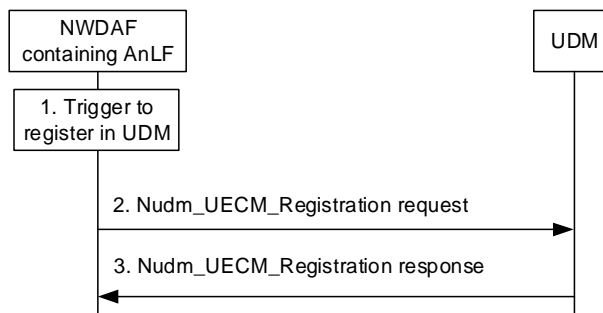 NWDAF
containing AnLF
UDM
1. Trigger to
register in UDM
2. Nudm_UECM_Registration request
3. Nudm_UECM_Registration response